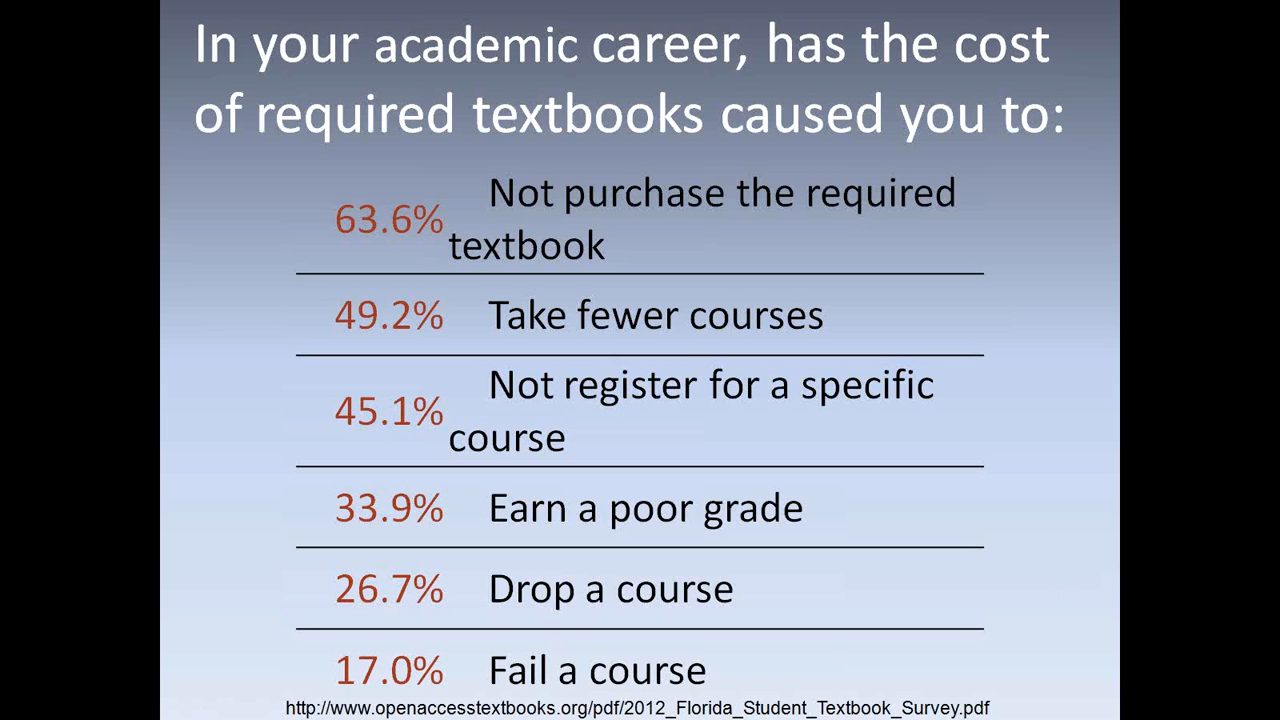 In your academic career, has the cost
of required textbooks caused you to:
63.6% Not purchase the required
textbook
49.2% Take fewer courses
45.1% Not register for a specific
course
33.9% Earn a poor grade
26.7% Drop a course
17.0% Fail a course
http://www.openaccesstextbooks.org/pdf/2012_Florida_Student_Textbook_Survey.pdf